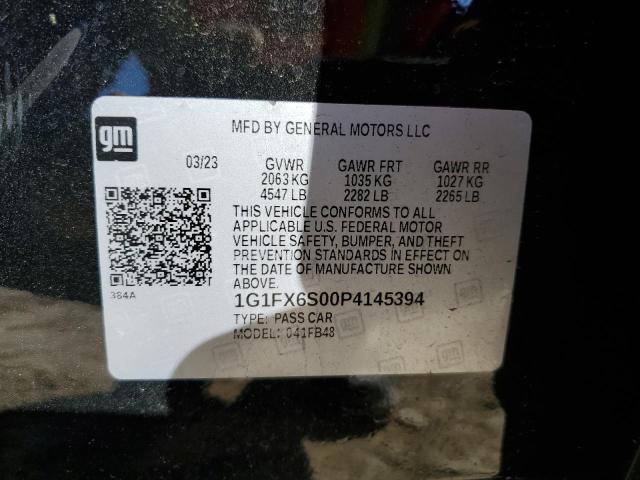 gm
MFD BY GENERAL MOTORS LLC
03/23 GVWR GAWR FRT GAWR RR
2063 KG 1035 KG 1027 KG
4547 LB 2282 LB 2265 LB
THIS VEHICLE CONFORMS TO ALL
APPLICABLE U.S. FEDERAL MOTOR
VEHICLE SAFETY, BUMPER, AND THEFT
PREVENTION STANDARDS IN EFFECT ON
THE DATE OF MANUFACTURE SHOWN
ABOVE.
384A
1G1FX6S00P4145394
TYPE: PASS CAR
MODEL: 041FB48